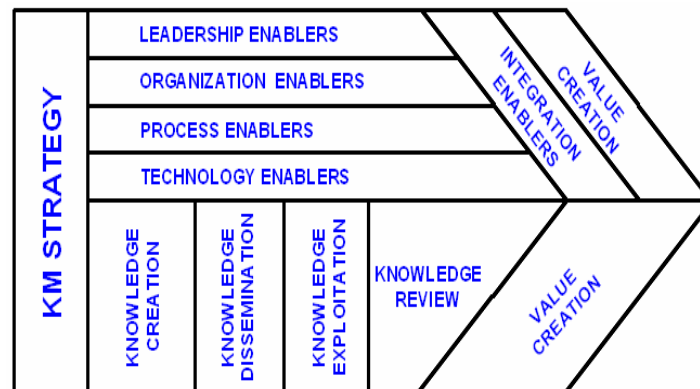 KM STRATEGY
LEADERSHIP ENABLERS
ORGANIZATION ENABLERS
PROCESS ENABLERS
TECHNOLOGY ENABLERS
INTEGRATION
ENABLERS
VALUE
CREATION
KNOWLEDGE
CREATION
KNOWLEDGE
DISSEMINATION
KNOWLEDGE
EXPLOITATION
KNOWLEDGE
REVIEW
VALUE
CREATION